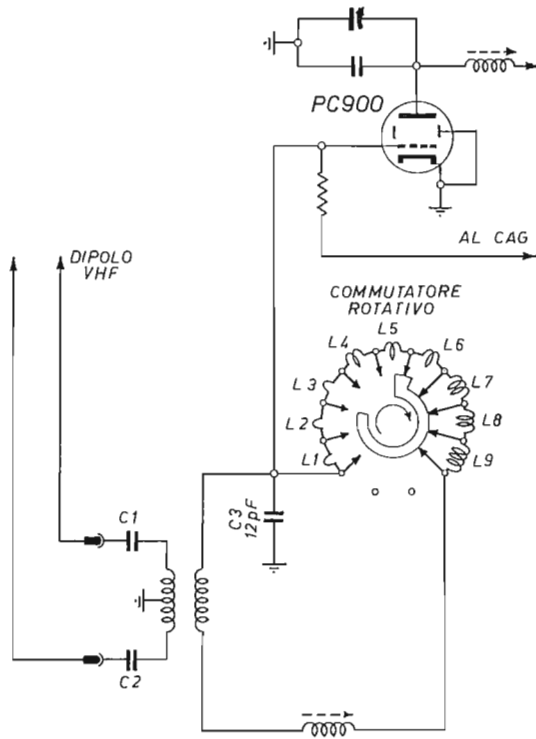 PC900
AL CAG
DIPOLO
VHF
COMMUTATORE
ROTATIVO
L1
L2
L3
L4
L5
L6
L7
L8
L9
C1
C2
C3
12pF